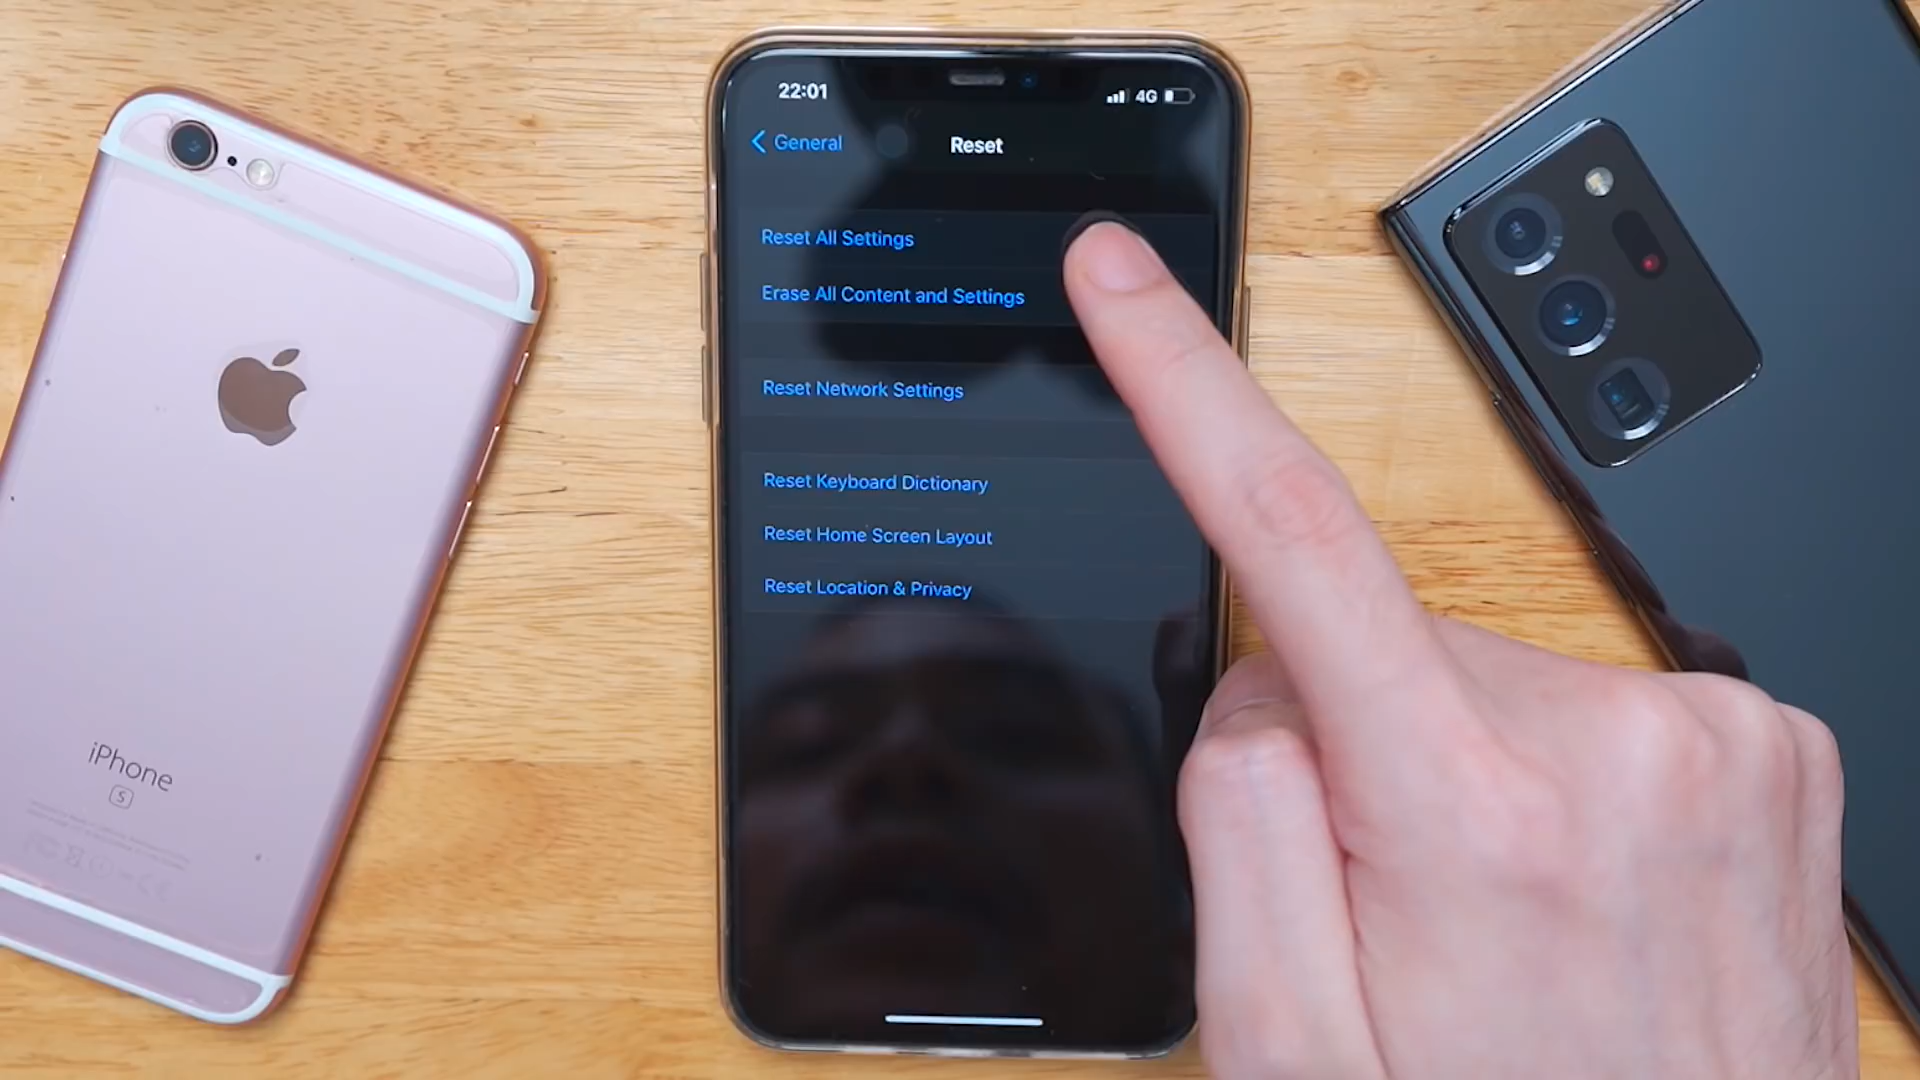 22:01
4G
General
Reset
Reset All Settings
Erase All Content and Settings
Reset Network Settings
Reset Keyboard Dictionary
Reset Home Screen Layout
Reset Location & Privacy
iPhone
S